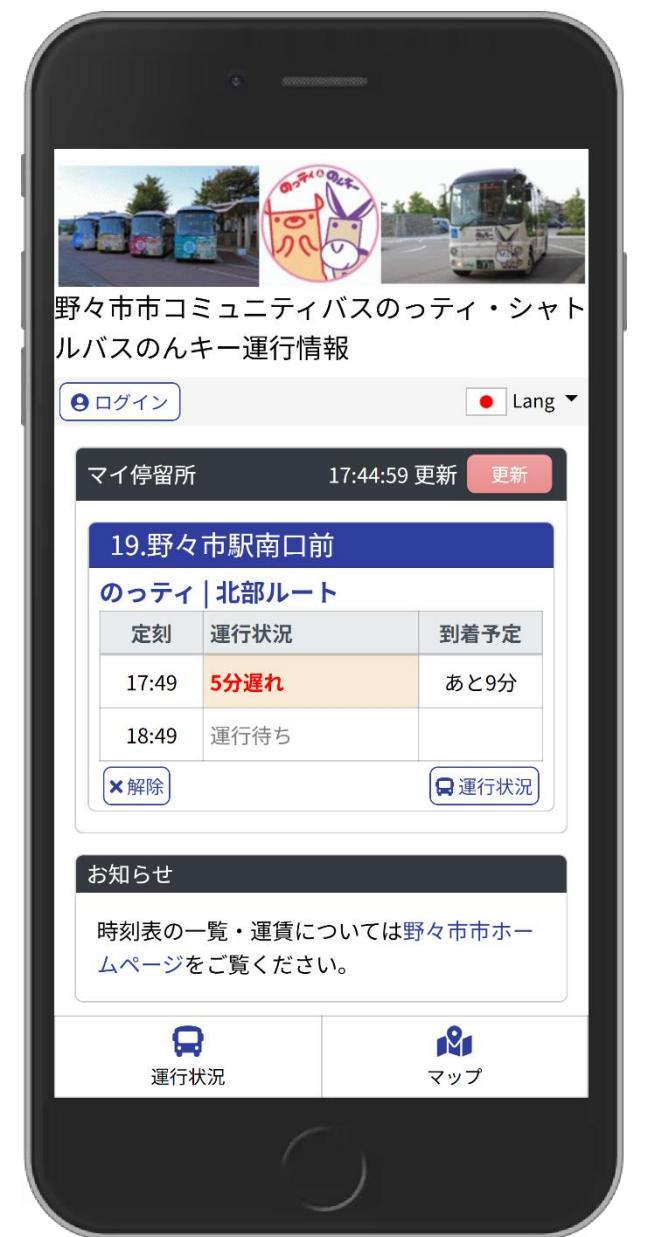 のっティ&のんキー
野々市市コミュニティバスのっティ・シャト
ルバスのんキー運行情報
ログイン
Lang
マイ停留所 17:44:59 更新 更新
19.野々市駅南口前
のっティ | 北部ルート
定刻 運行状況 到着予定
17:49 5分遅れ あと9分
18:49 運行待ち
解除 運行状況
お知らせ
時刻表の一覧・運賃については野々市市ホー
ムページをご覧ください。
運行状況 マップ